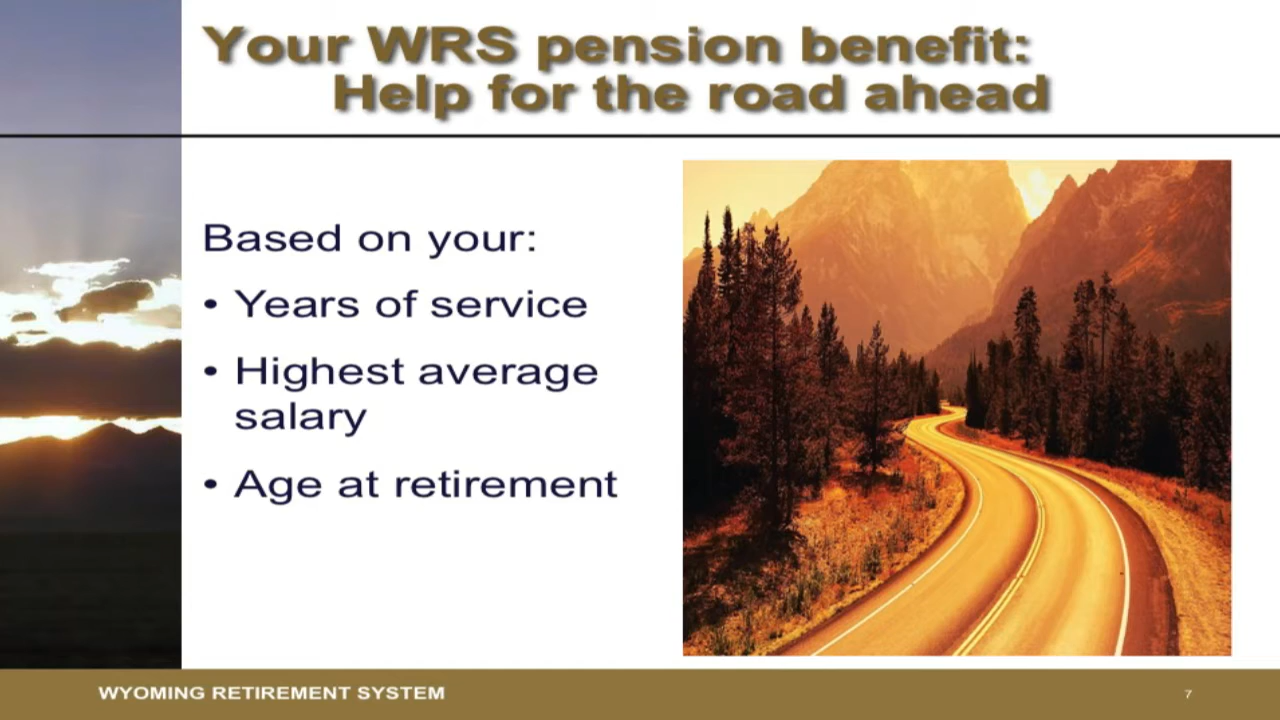 Your WRS pension benefit:
Help for the road ahead
Based on your:
• Years of service
• Highest average
salary
• Age at retirement
WYOMING RETIREMENT SYSTEM
7